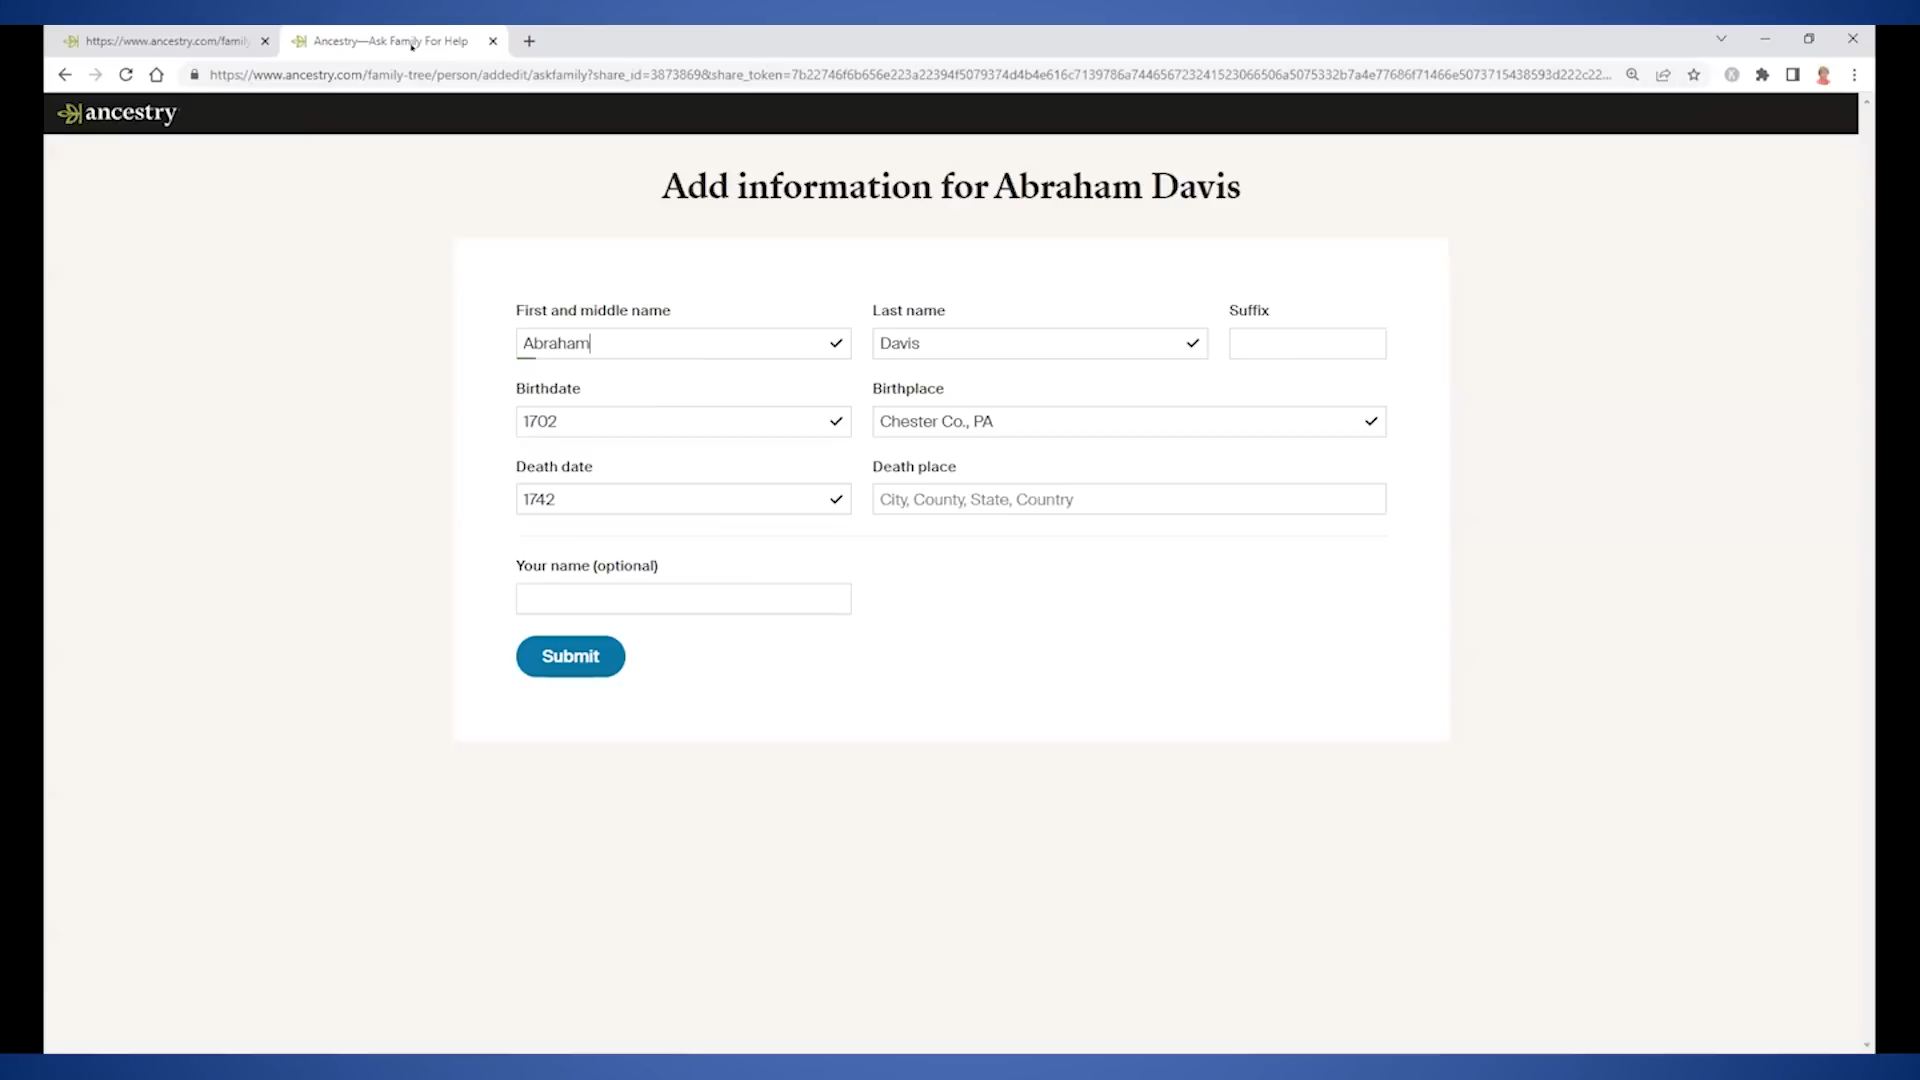 https://www.ancestry.com/famil
Ancestry—Ask Family For Help
https://www.ancestry.com/family-tree/person/addedit/askfamily?share_id=3873869&share_token=7b22746f6b656e223a22394f5079374d4b4e616c7139786a744656723241523066506a5075332b7a4e77686f71466e5073715438593d222c22...
ancestry
Add information for Abraham Davis
First and middle name Last name Suffix
Abraham Davis
Birthdate Birthplace
1702 Chester Co., PA
Death date Death place
1742 City, County, State, Country
Your name (optional)
Submit